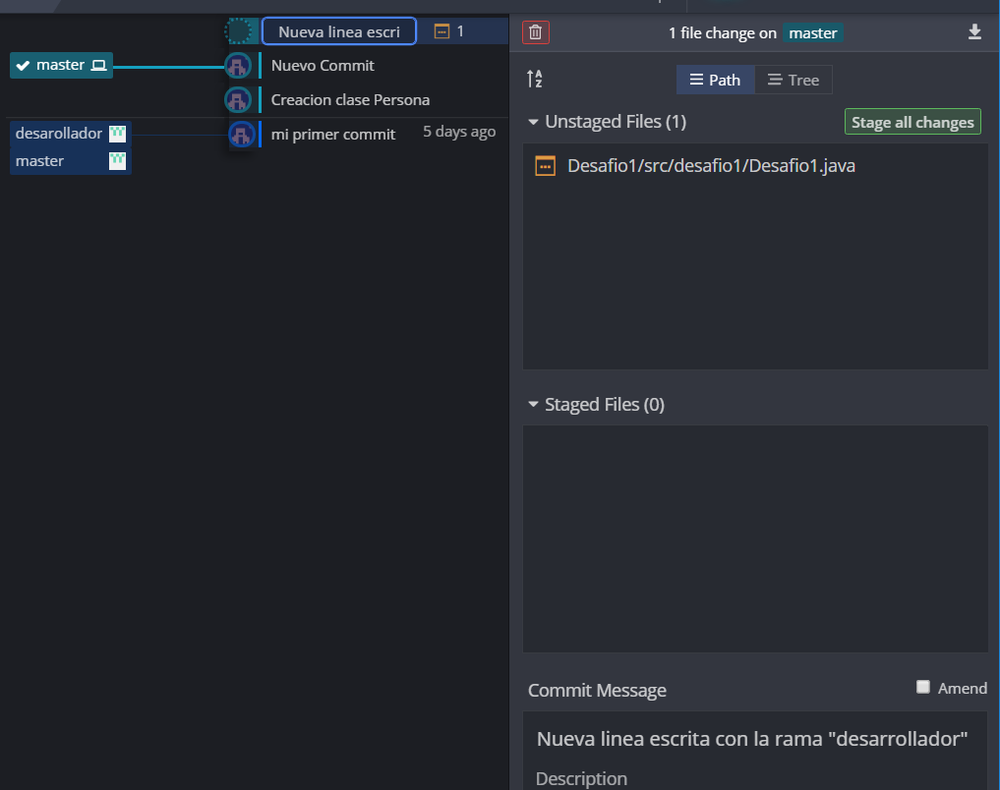 Nueva linea escri
1
master
Nuevo Commit
Creacion clase Persona
desarollador
mi primer commit
5 days ago
master
1 file change on master
Path
Tree
Unstaged Files (1)
Stage all changes
Desafio1/src/desafio1/Desafio1.java
Staged Files (0)
Commit Message
Amend
Nueva linea escrita con la rama "desarrollador"
Description